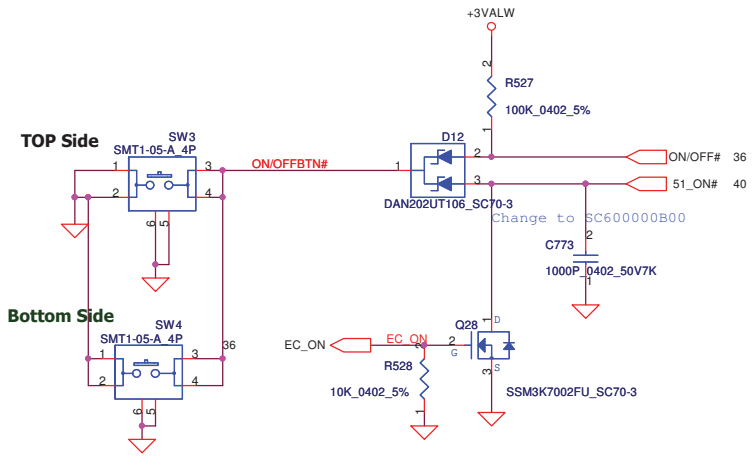 +3VALW
2
R527
100K_0402_5%
1
TOP Side
SW3
SMT1-05-A_4P
1
3
2
4
6
5
ON/OFFBTN#
D12
1
2
3
DAN202UT106_SC70-3
ON/OFF# 36
51_ON# 40
Change to SC600000B00
C773
2
1000P_0402_50V7K
1
Bottom Side
SW4
SMT1-05-A_4P
36
1
3
2
4
6
5
EC_ON
EC_ON
2
R528
10K_0402_5%
1
Q28
1
D
2
G
S
3
SSM3K7002FU_SC70-3